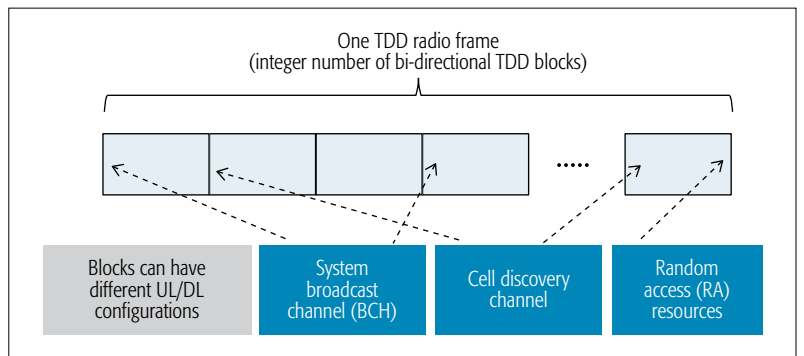 One TDD radio frame
(integer number of bi-directional TDD blocks)
.....
Blocks can have
different UL/DL
configurations
System
broadcast
channel (BCH)
Cell discovery
channel
Random
access (RA)
resources